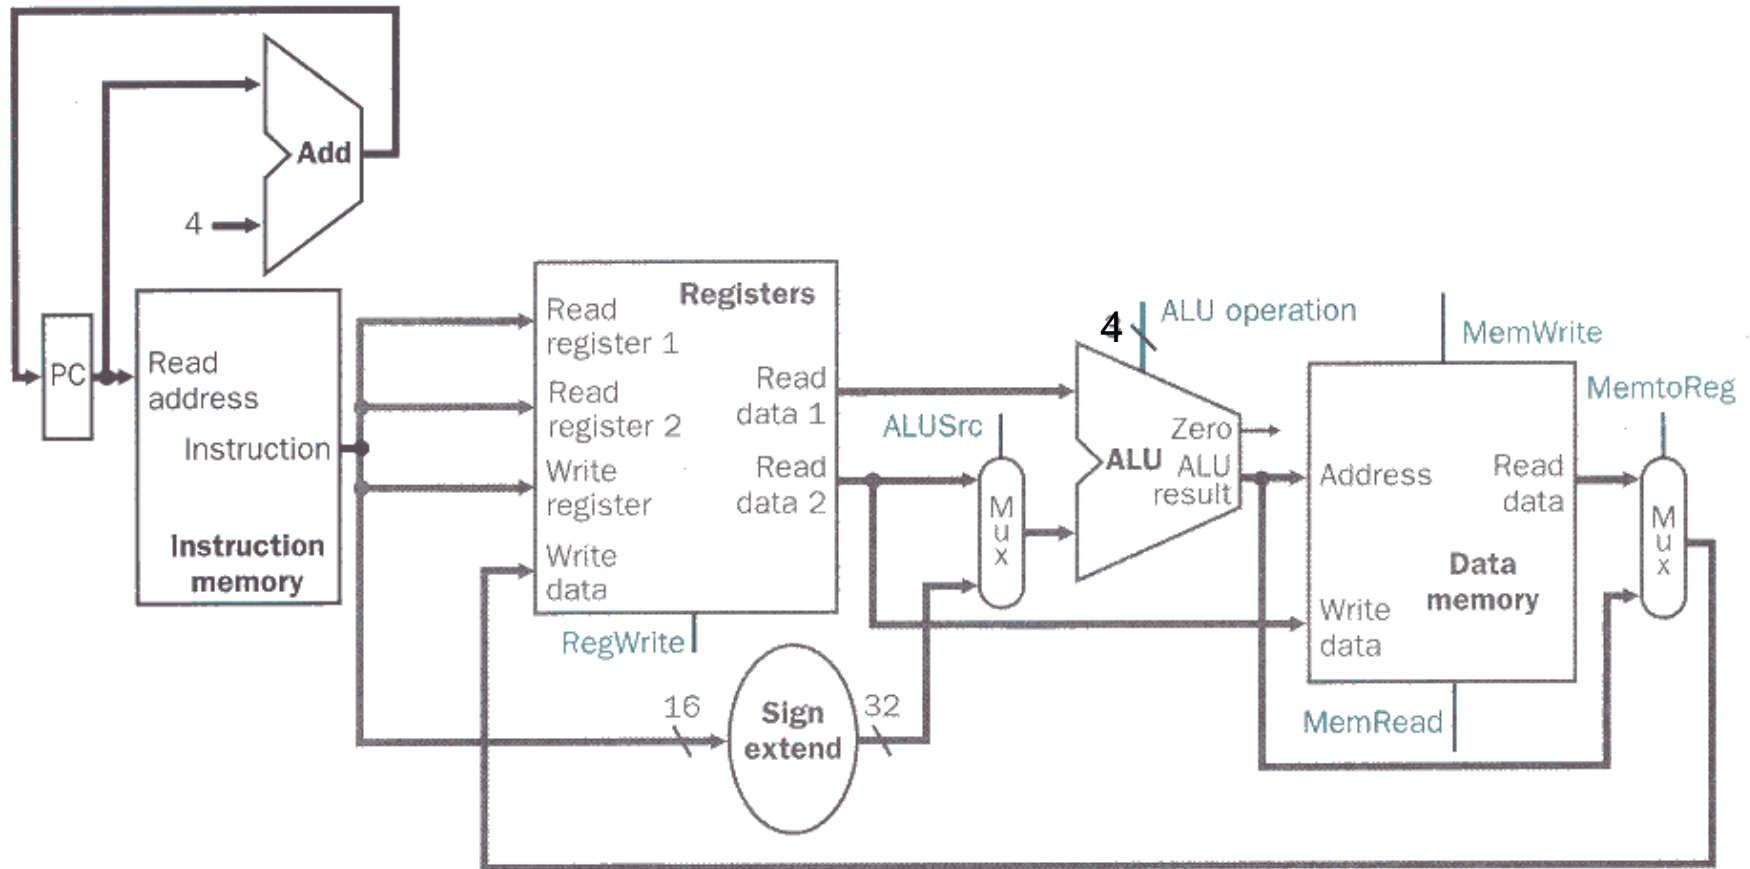 Add
4
PC
Read
address
Instruction
Instruction
memory
Registers
Read
register 1
Read
register 2
Write
register
Write
data
Read
data 1
Read
data 2
RegWrite
16
Sign
extend
32
ALUSrc
M
u
x
4
ALU operation
Zero
ALU
ALU
result
MemWrite
Address
Read
data
Data
memory
Write
data
MemRead
MemtoReg
M
u
x